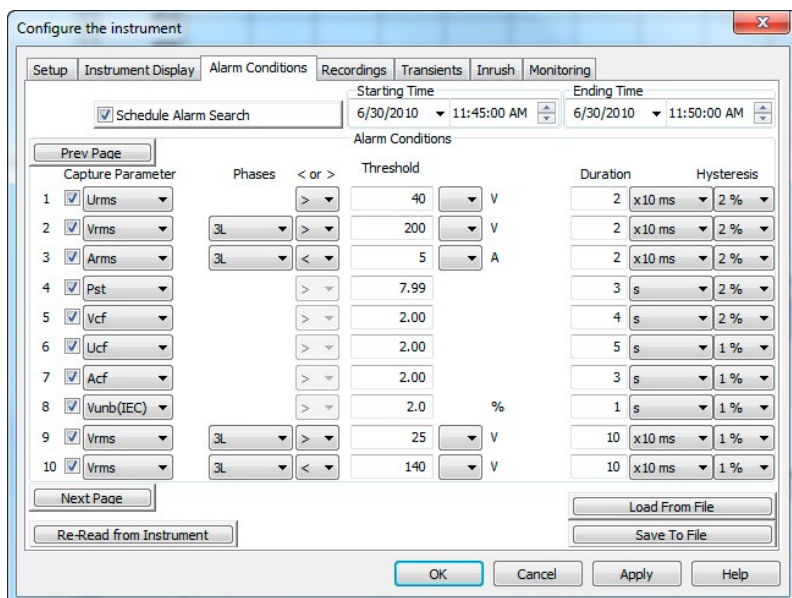 Configure the instrument
Setup Instrument Display Alarm Conditions Recordings Transients Inrush Monitoring
Starting Time Ending Time
Schedule Alarm Search 6/30/2010 11:45:00 AM 6/30/2010 11:50:00 AM
Alarm Conditions
Prev Page
Capture Parameter Phases < or > Threshold Duration Hysteresis
1 Urms > 40 V 2 x10 ms 2 %
2 Vrms 3L > 200 V 2 x10 ms 2 %
3 Arms 3L < 5 A 2 x10 ms 2 %
4 Pst > 7.99 3 s 2 %
5 Vcf > 2.00 4 s 2 %
6 Ucf > 2.00 5 s 1 %
7 Acf > 2.00 3 s 1 %
8 Vunb(IEC) > 2.0 % 1 s 1 %
9 Vrms 3L > 25 V 10 x10 ms 1 %
10 Vrms 3L < 140 V 10 x10 ms 1 %
Next Page
Load From File
Re-Read from Instrument Save To File
OK Cancel Apply Help